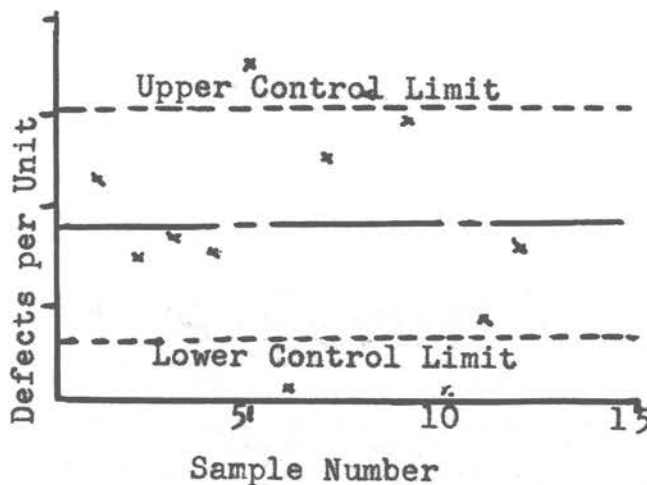 Upper Control Limit
Defects per Unit
Lower Control Limit
5 10 15
Sample Number